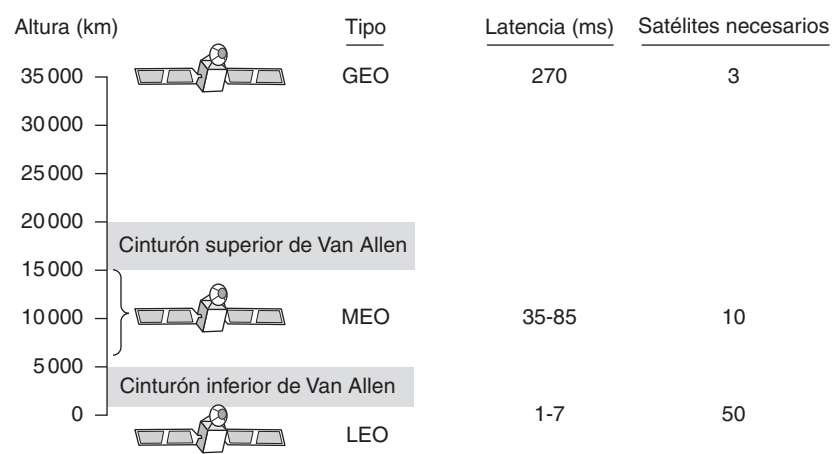 Altura (km) Tipo Latencia (ms) Satélites necesarios
35 000 GEO 270 3
30 000
25 000
20 000
Cinturón superior de Van Allen
15 000
10 000 MEO 35-85 10
5 000
Cinturón inferior de Van Allen
0 1-7 50
LEO